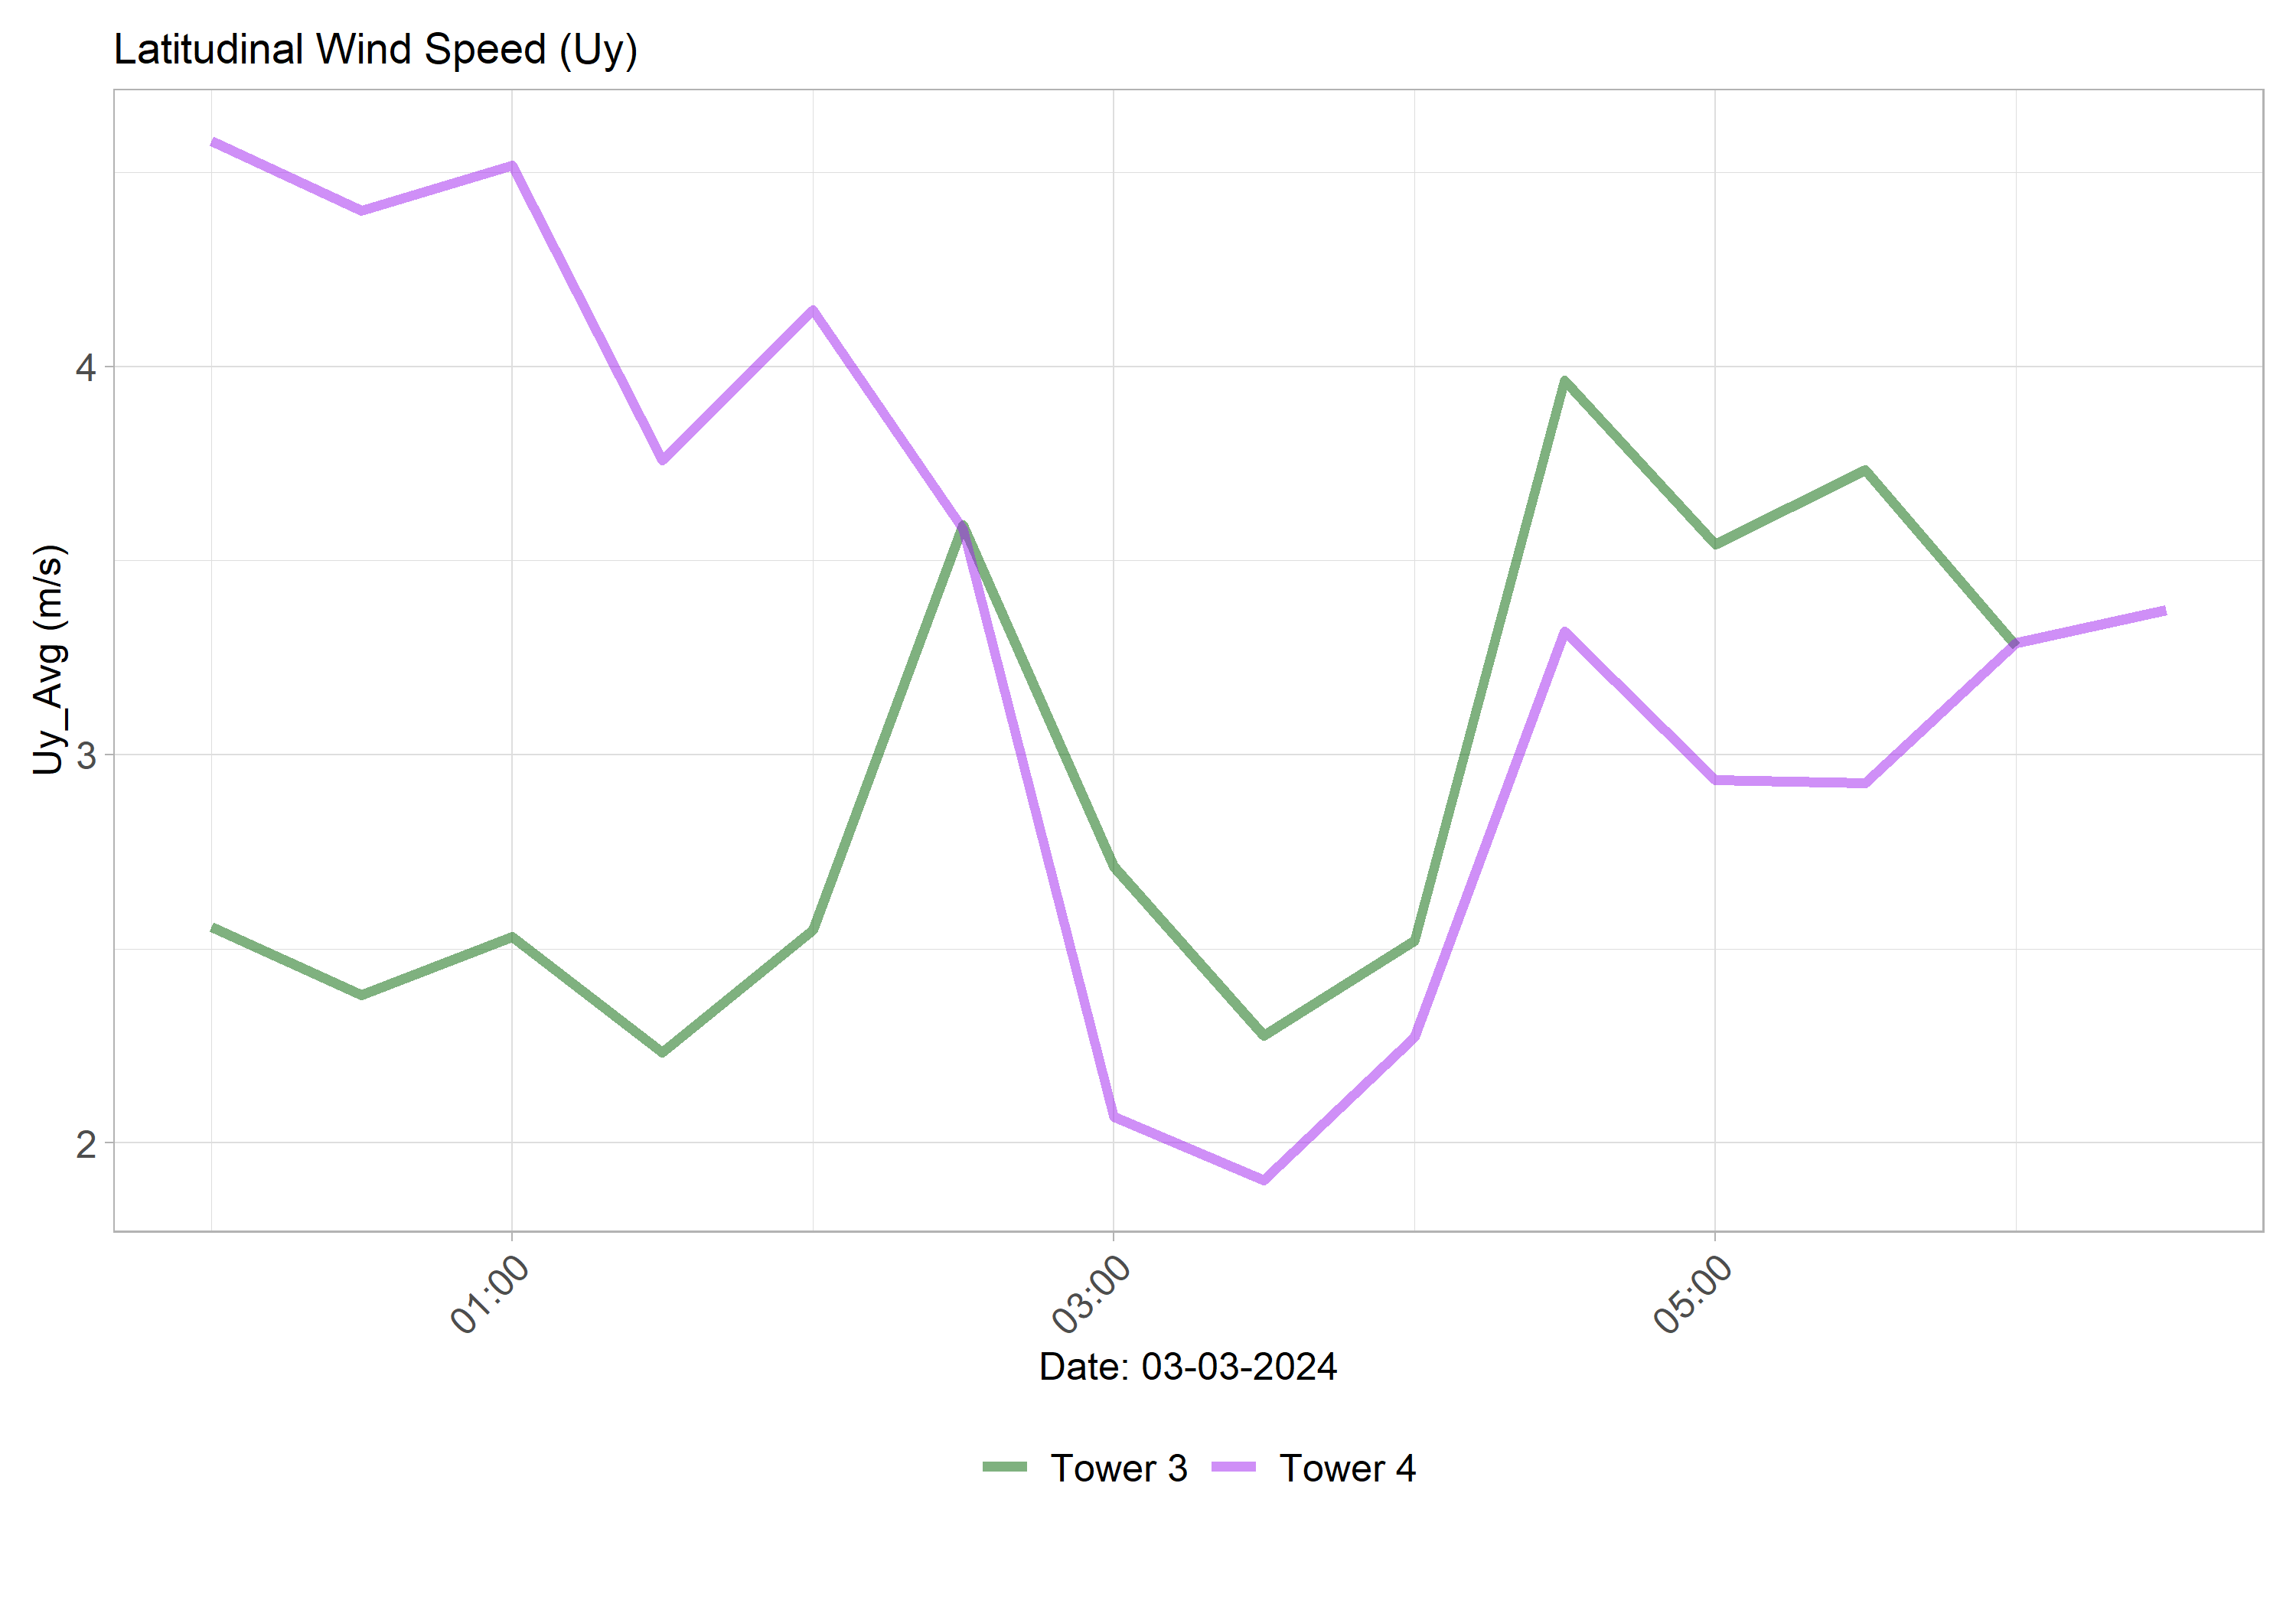 Latitudinal Wind Speed (Uy)
Uy_Avg (m/s)
4
3
2
01:00
03:00
05:00
Date: 03-03-2024
Tower 3
Tower 4